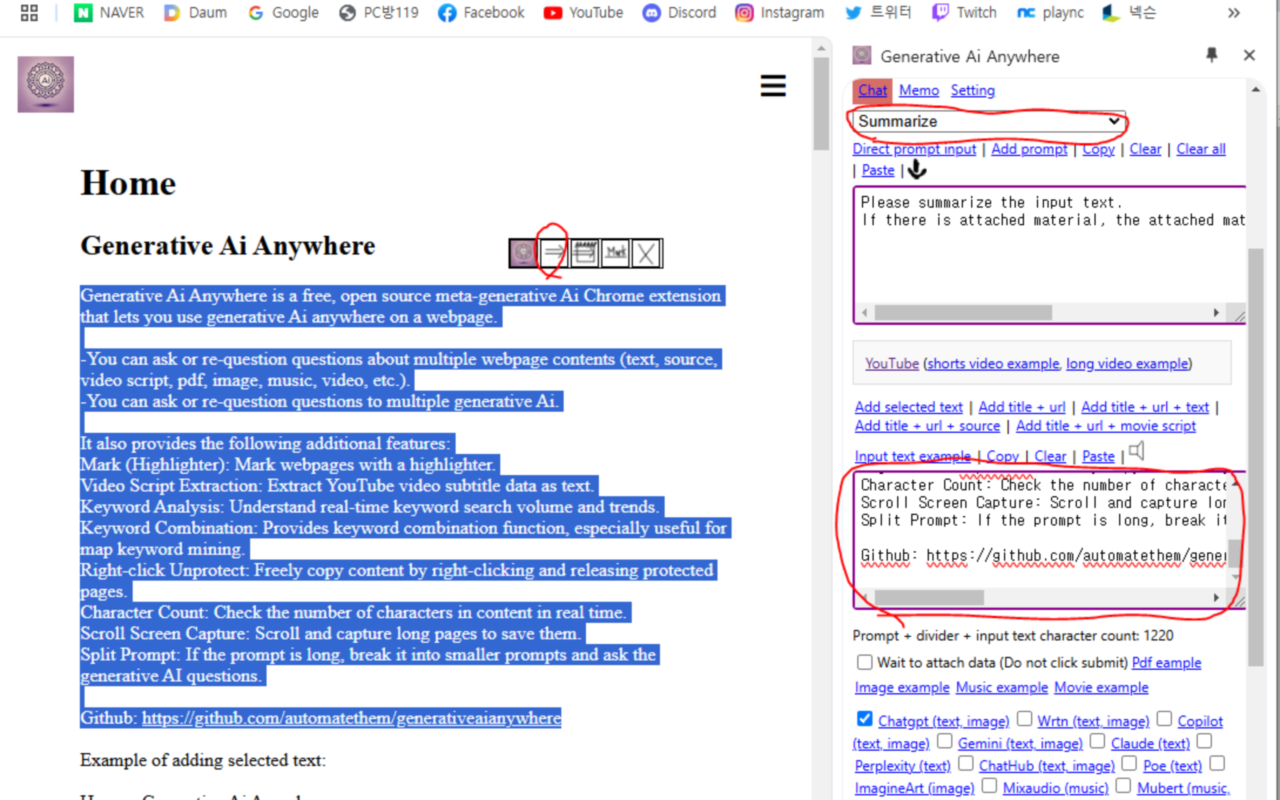 NAVER Daum Google PC방119 Facebook YouTube Discord Instagram 트위터 Twitch plaync 넥슨 »
Generative Ai Anywhere
Chat Memo Setting
Summarize
Direct prompt input | Add prompt | Copy | Clear | Clear all
| Paste |
Please summarize the input text.
If there is attached material, the attached mat
YouTube (shorts video example, long video example)
Add selected text | Add title + url | Add title + url + text |
Add title + url + source | Add title + url + movie script
Input text example | Copy | Clear | Paste |
Character Count: Check the number of characte
Scroll Screen Capture: Scroll and capture lon
Split Prompt: If the prompt is long, break it
Github: https://github.com/automatethem/gener
Prompt + divider + input text character count: 1220
Wait to attach data (Do not click submit) Pdf eample
Image example Music example Movie example
Chatgpt (text, image) Wrtn (text, image) Copilot
(text, image) Gemini (text, image) Claude (text)
Perplexity (text) ChatHub (text, image) Poe (text)
ImagineArt (image) Mixaudio (music) Mubert (music,
Ai
Home
Generative Ai Anywhere
Mark
Generative Ai Anywhere is a free, open source meta-generative Ai Chrome extension
that lets you use generative Ai anywhere on a webpage.
-You can ask or re-question questions about multiple webpage contents (text, source,
video script, pdf, image, music, video, etc.).
-You can ask or re-question questions to multiple generative Ai.
It also provides the following additional features:
Mark (Highlighter): Mark webpages with a highlighter.
Video Script Extraction: Extract YouTube video subtitle data as text.
Keyword Analysis: Understand real-time keyword search volume and trends.
Keyword Combination: Provides keyword combination function, especially useful for
map keyword mining.
Right-click Unprotect: Freely copy content by right-clicking and releasing protected
pages.
Character Count: Check the number of characters in content in real time.
Scroll Screen Capture: Scroll and capture long pages to save them.
Split Prompt: If the prompt is long, break it into smaller prompts and ask the
generative AI questions.
Github: https://github.com/automatethem/generativeaianywhere
Example of adding selected text: